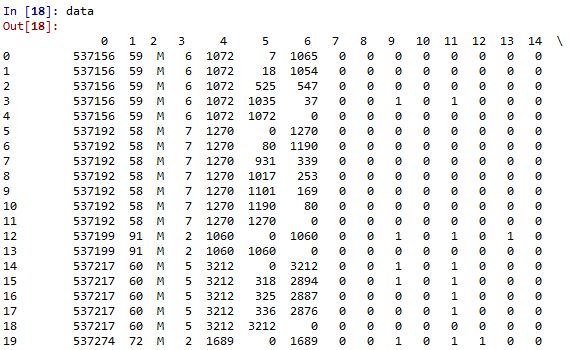 In [18]: data
Out[18]:
0 1 2 3 4 5 6 7 8 9 10 11 12 13 14 \
0 537156 59 M 6 1072 7 1065 0 0 0 0 0 0 0 0
1 537156 59 M 6 1072 18 1054 0 0 0 0 0 0 0 0
2 537156 59 M 6 1072 525 547 0 0 0 0 0 0 0 0
3 537156 59 M 6 1072 1035 37 0 0 1 0 1 0 0 0
4 537156 59 M 6 1072 1072 0 0 0 0 0 0 0 0 0
5 537192 58 M 7 1270 0 1270 0 0 0 0 0 0 0 0
6 537192 58 M 7 1270 80 1190 0 0 0 0 0 0 0 0
7 537192 58 M 7 1270 931 339 0 0 0 0 0 0 0 0
8 537192 58 M 7 1270 1017 253 0 0 0 0 0 0 0 0
9 537192 58 M 7 1270 1101 169 0 0 0 0 0 0 0 0
10 537192 58 M 7 1270 1190 80 0 0 0 0 0 0 0 0
11 537192 58 M 7 1270 1270 0 0 0 0 0 0 0 0 0
12 537199 91 M 2 1060 0 1060 0 0 1 0 1 0 1 0
13 537199 91 M 2 1060 1060 0 0 0 0 0 0 0 0 0
14 537217 60 M 5 3212 0 3212 0 0 1 0 1 0 0 0
15 537217 60 M 5 3212 318 2894 0 0 1 0 1 0 0 0
16 537217 60 M 5 3212 325 2887 0 0 0 0 1 0 0 0
17 537217 60 M 5 3212 336 2876 0 0 0 0 1 0 0 0
18 537217 60 M 5 3212 3212 0 0 0 0 0 0 0 0 0
19 537274 72 M 2 1689 0 1689 0 0 1 0 1 1 0 0